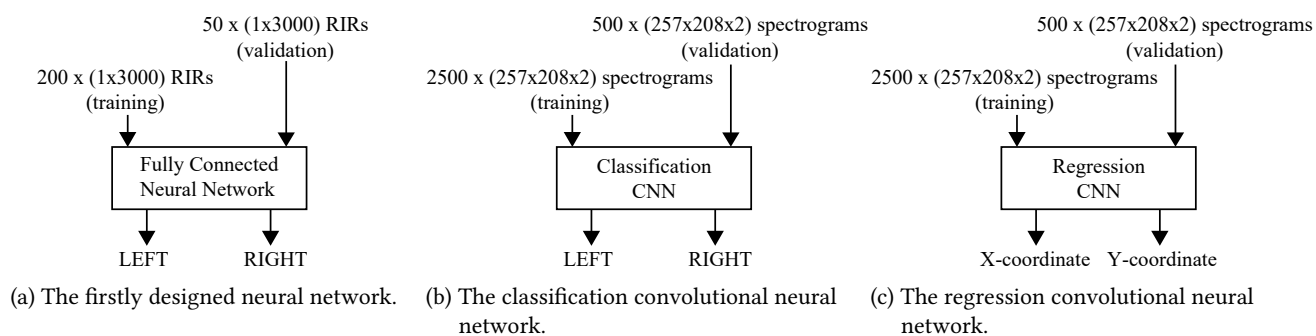 50 x (1x3000) RIRs
(validation)
200 x (1x3000) RIRs
(training)
Fully Connected
Neural Network
LEFT RIGHT
(a) The firstly designed neural network.
500 x (257x208x2) spectrograms
(validation)
2500 x (257x208x2) spectrograms
(training)
Classification
CNN
LEFT RIGHT
(b) The classification convolutional neural
network.
500 x (257x208x2) spectrograms
(validation)
2500 x (257x208x2) spectrograms
(training)
Regression
CNN
X-coordinate Y-coordinate
(c) The regression convolutional neural
network.